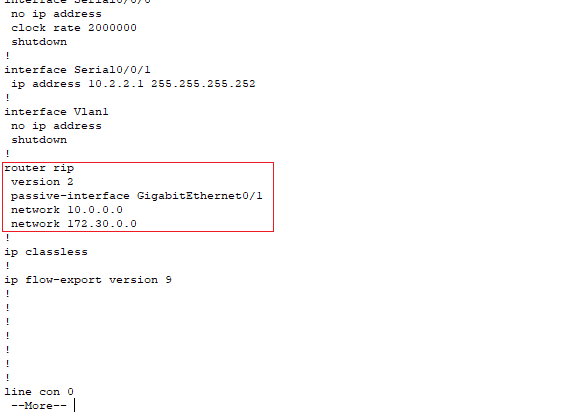 interface Serial0/0/0
no ip address
clock rate 2000000
shutdown
!
interface Serial0/0/1
ip address 10.2.2.1 255.255.255.252
!
interface Vlan1
no ip address
shutdown
!
router rip
version 2
passive-interface GigabitEthernet0/1
network 10.0.0.0
network 172.30.0.0
!
ip classless
!
ip flow-export version 9
!
!
!
!
!
!
!
line con 0
--More--